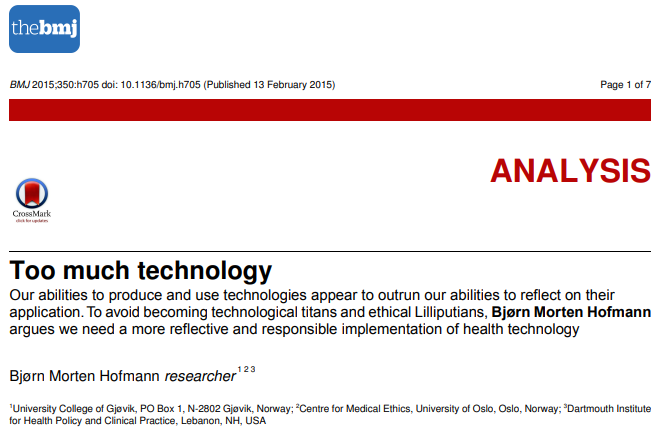 thebmj
BMJ 2015;350:h705 doi: 10.1136/bmj.h705 (Published 13 February 2015)
Page 1 of 7
ANALYSIS
CrossMark
click for updates
Too much technology
Our abilities to produce and use technologies appear to outrun our abilities to reflect on their
application. To avoid becoming technological titans and ethical Lilliputians, Bjørn Morten Hofmann
argues we need a more reflective and responsible implementation of health technology
Bjørn Morten Hofmann researcher 1 2 3
1University College of Gjøvik, PO Box 1, N-2802 Gjøvik, Norway; 2Centre for Medical Ethics, University of Oslo, Oslo, Norway; 3Dartmouth Institute
for Health Policy and Clinical Practice, Lebanon, NH, USA